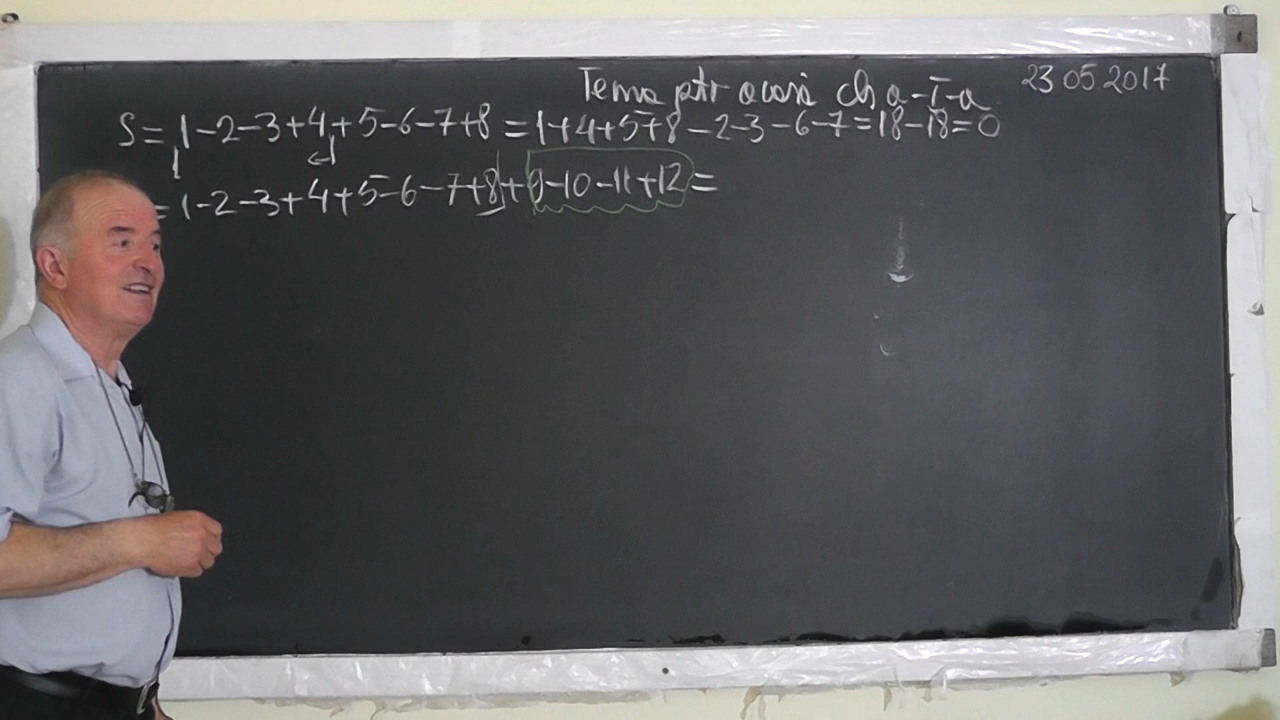 Tema ptr acasă cls a-I-a 23 05 2017
S = 1-2-3+4+5-6-7+8 = 1+4+5+8-2-3-6-7 = 18-18 = 0
= 1-2-3+4+5-6-7+8+9-10-11+12 =